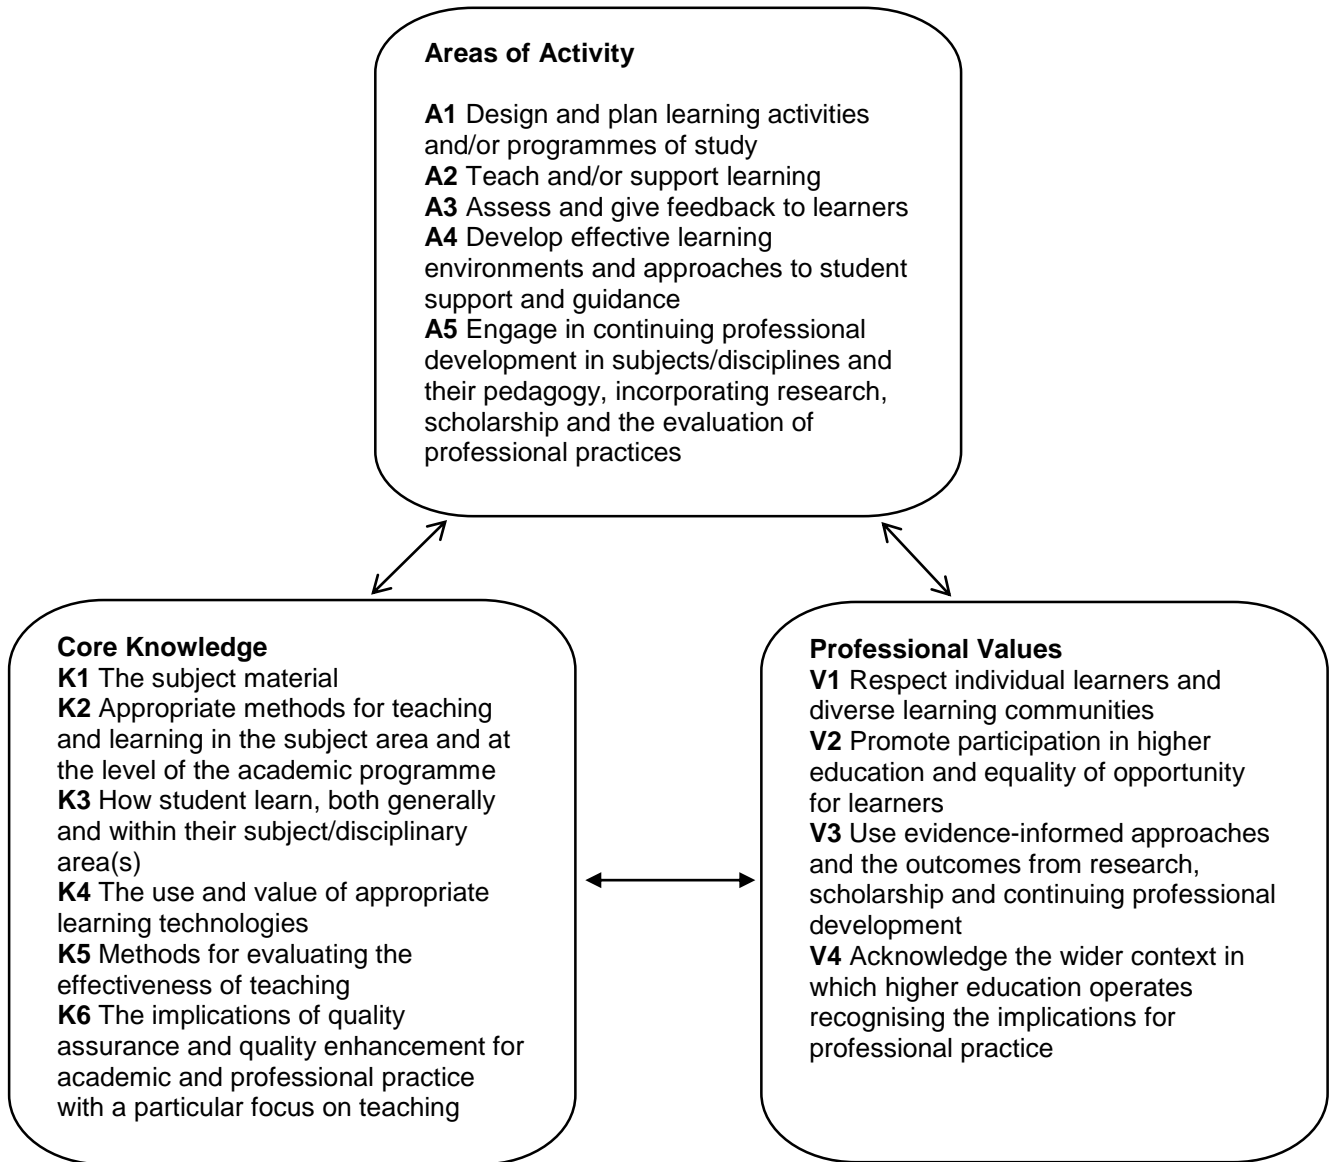 Areas of Activity
A1 Design and plan learning activities
and/or programmes of study
A2 Teach and/or support learning
A3 Assess and give feedback to learners
A4 Develop effective learning
environments and approaches to student
support and guidance
A5 Engage in continuing professional
development in subjects/disciplines and
their pedagogy, incorporating research,
scholarship and the evaluation of
professional practices
Core Knowledge
K1 The subject material
K2 Appropriate methods for teaching
and learning in the subject area and at
the level of the academic programme
K3 How student learn, both generally
and within their subject/disciplinary
area(s)
K4 The use and value of appropriate
learning technologies
K5 Methods for evaluating the
effectiveness of teaching
K6 The implications of quality
assurance and quality enhancement for
academic and professional practice
with a particular focus on teaching
Professional Values
V1 Respect individual learners and
diverse learning communities
V2 Promote participation in higher
education and equality of opportunity
for learners
V3 Use evidence-informed approaches
and the outcomes from research,
scholarship and continuing professional
development
V4 Acknowledge the wider context in
which higher education operates
recognising the implications for
professional practice